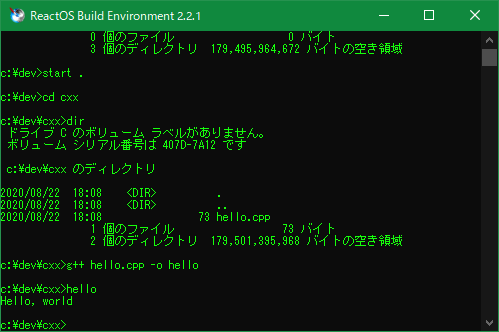 ReactOS Build Environment 2.2.1
0 個のファイル 0 バイト
3 個のディレクトリ 179,495,964,672 バイトの空き領域
c:¥dev>start .
c:¥dev>cd cxx
c:¥dev¥cxx>dir
ドライブ C のボリューム ラベルがありません。
ボリューム シリアル番号は 407D-7A12 です
c:¥dev¥cxx のディレクトリ
2020/08/22 18:08 <DIR> .
2020/08/22 18:08 <DIR> ..
2020/08/22 18:08 73 hello.cpp
1 個のファイル 73 バイト
2 個のディレクトリ 179,501,395,968 バイトの空き領域
c:¥dev¥cxx>g++ hello.cpp -o hello
c:¥dev¥cxx>hello
Hello, world
c:¥dev¥cxx>